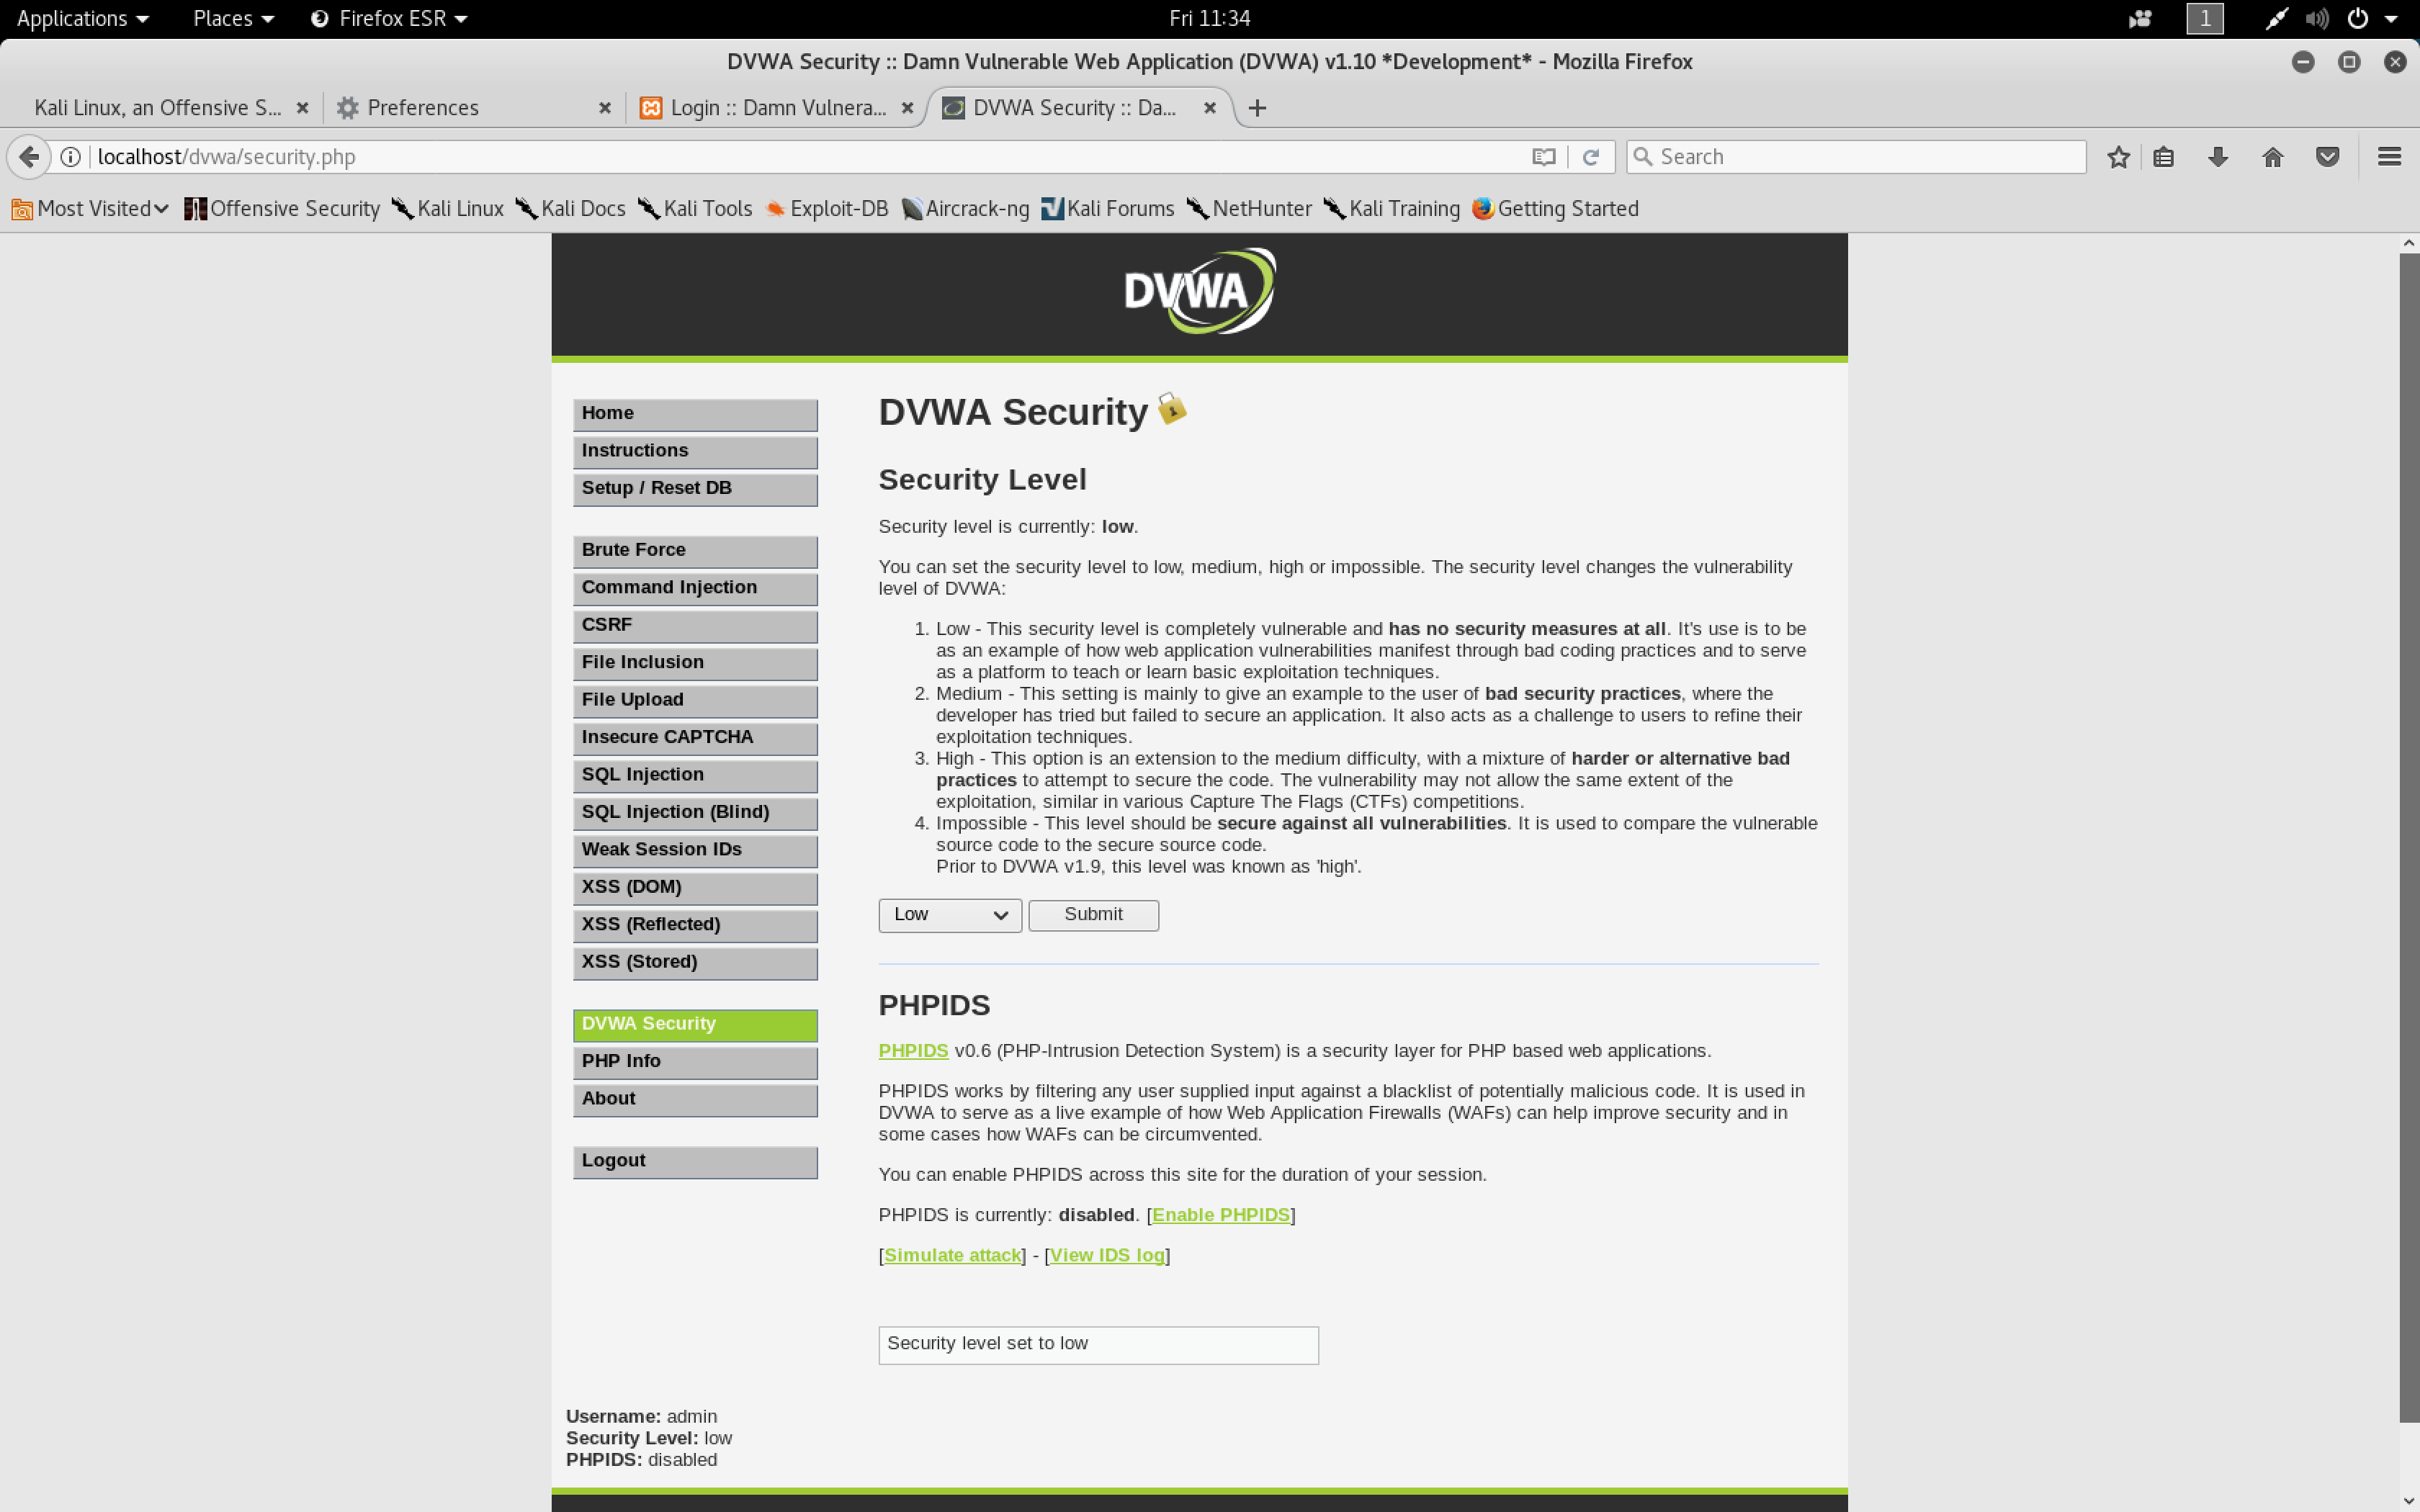 Applications Places Firefox ESR Fri 11:34 1
DVWA Security :: Damn Vulnerable Web Application (DVWA) v1.10 *Development* - Mozilla Firefox
Kali Linux, an Offensive S... Preferences Login :: Damn Vulnera... DVWA Security :: Da...
localhost/dvwa/security.php Search
Most Visited Offensive Security Kali Linux Kali Docs Kali Tools Exploit-DB Aircrack-ng Kali Forums NetHunter Kali Training Getting Started
DVWA
Home
Instructions
Setup / Reset DB
Brute Force
Command Injection
CSRF
File Inclusion
File Upload
Insecure CAPTCHA
SQL Injection
SQL Injection (Blind)
Weak Session IDs
XSS (DOM)
XSS (Reflected)
XSS (Stored)
DVWA Security
PHP Info
About
Logout
DVWA Security
Security Level
Security level is currently: low.
You can set the security level to low, medium, high or impossible. The security level changes the vulnerability
level of DVWA:
1. Low - This security level is completely vulnerable and has no security measures at all. It's use is to be
as an example of how web application vulnerabilities manifest through bad coding practices and to serve
as a platform to teach or learn basic exploitation techniques.
2. Medium - This setting is mainly to give an example to the user of bad security practices, where the
developer has tried but failed to secure an application. It also acts as a challenge to users to refine their
exploitation techniques.
3. High - This option is an extension to the medium difficulty, with a mixture of harder or alternative bad
practices to attempt to secure the code. The vulnerability may not allow the same extent of the
exploitation, similar in various Capture The Flags (CTFs) competitions.
4. Impossible - This level should be secure against all vulnerabilities. It is used to compare the vulnerable
source code to the secure source code.
Prior to DVWA v1.9, this level was known as 'high'.
Low Submit
PHPIDS
PHPIDS v0.6 (PHP-Intrusion Detection System) is a security layer for PHP based web applications.
PHPIDS works by filtering any user supplied input against a blacklist of potentially malicious code. It is used in
DVWA to serve as a live example of how Web Application Firewalls (WAFs) can help improve security and in
some cases how WAFs can be circumvented.
You can enable PHPIDS across this site for the duration of your session.
PHPIDS is currently: disabled. [Enable PHPIDS]
[Simulate attack] - [View IDS log]
Security level set to low
Username: admin
Security Level: low
PHPIDS: disabled